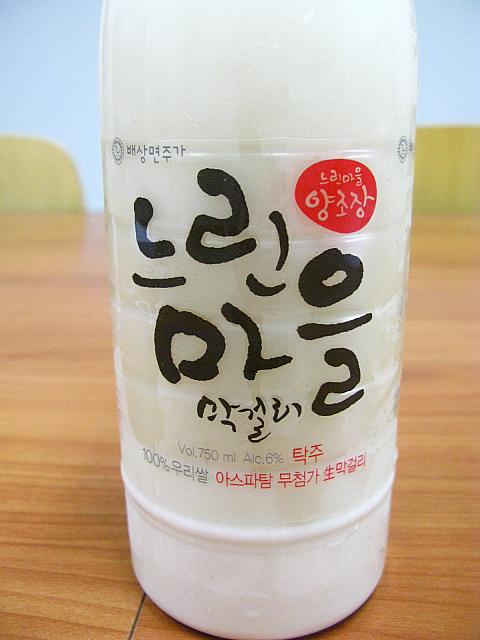 배상면주가
느린마을
양조장
느린
마을
막걸리
Vol.750 ml Alc.6% 탁주
100% 우리쌀 아스파탐 무첨가 生막걸리